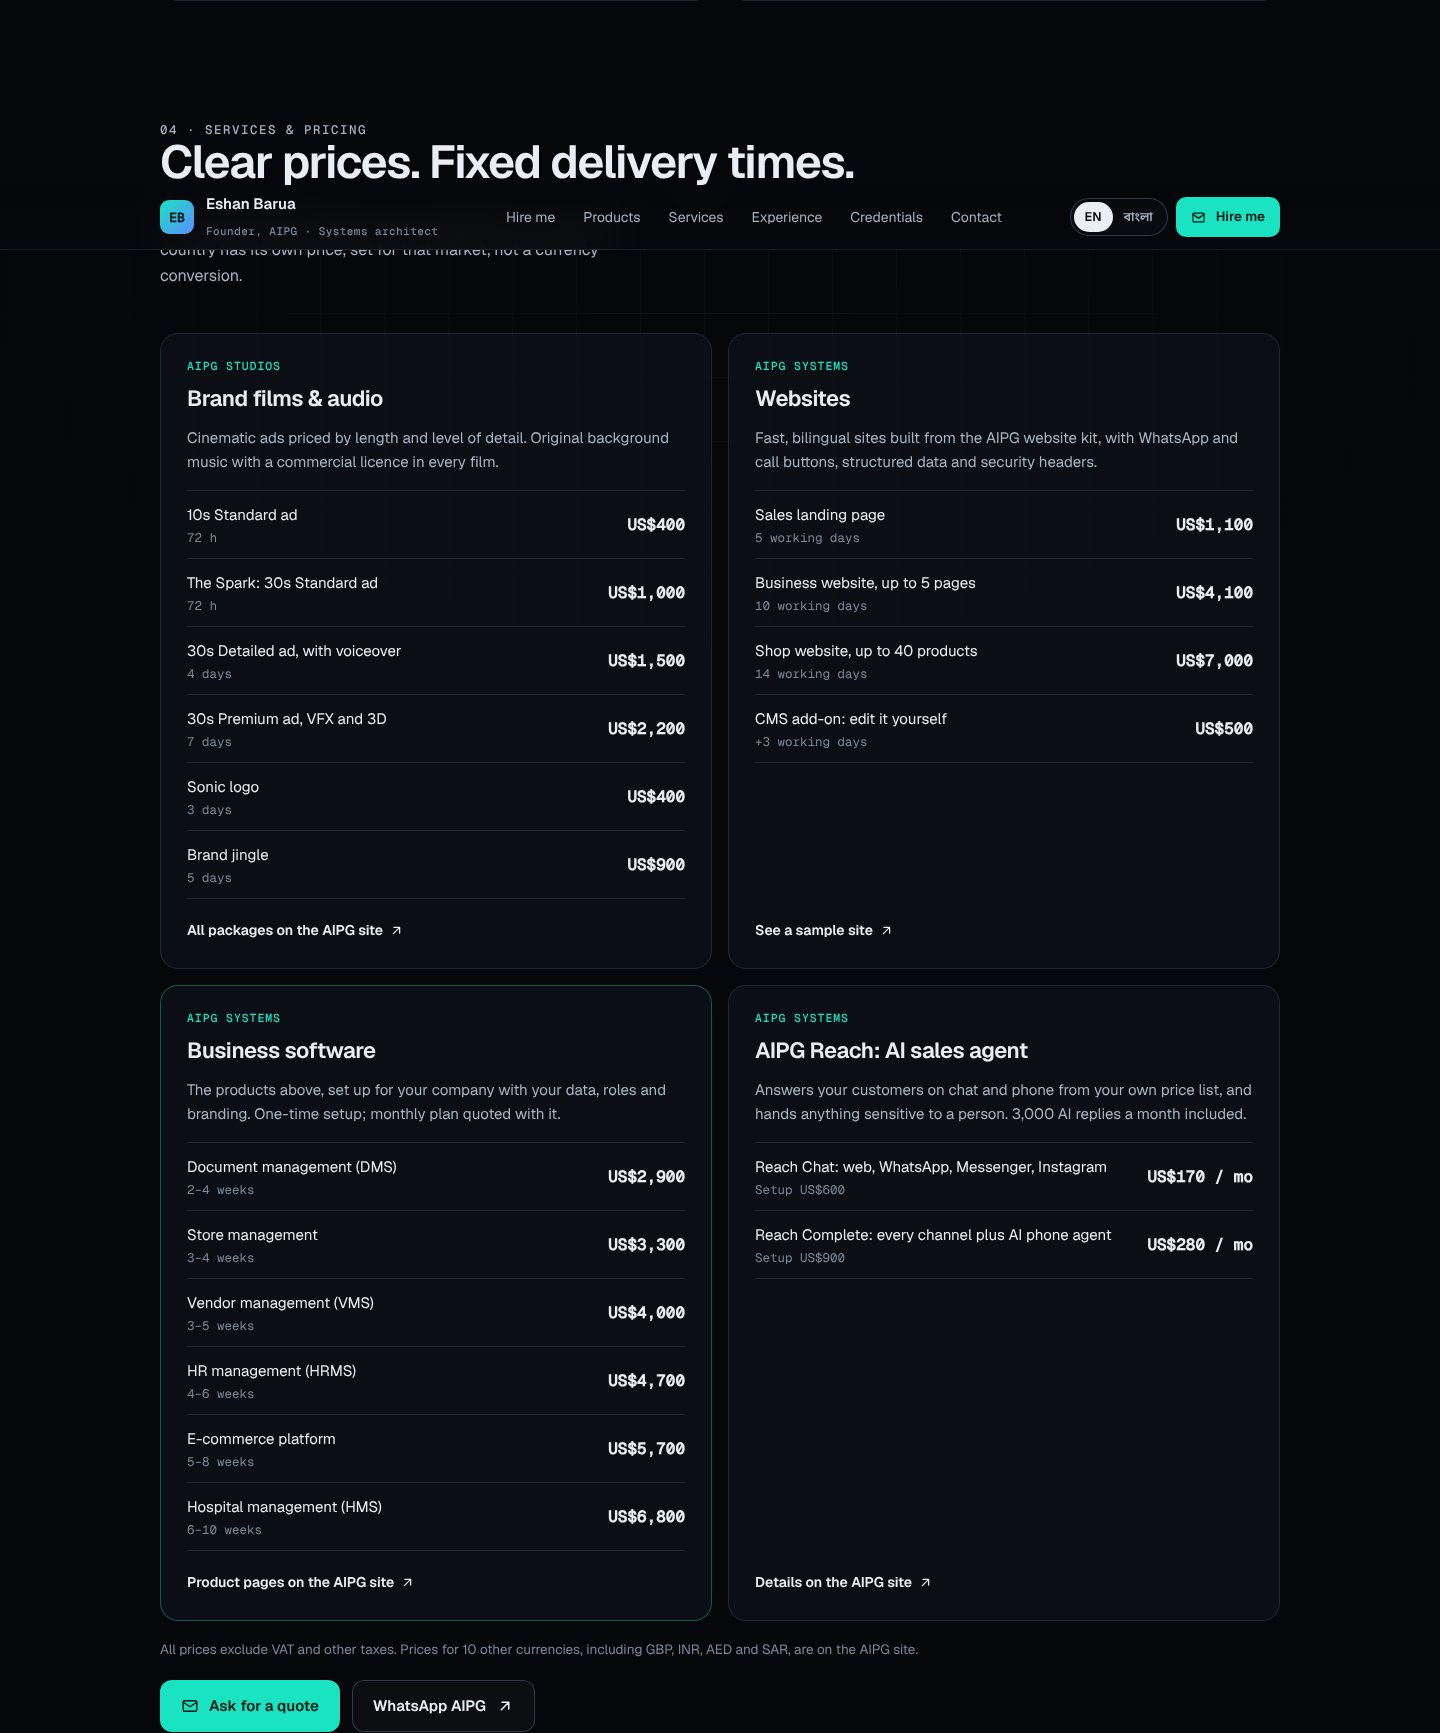 04 · SERVICES & PRICING
Clear prices. Fixed delivery times.
EB
Eshan Barua
Founder, AIPG · Systems architect
Hire me
Products
Services
Experience
Credentials
Contact
EN
বাংলা
Hire me
country has its own price, set for that market, not a currency
conversion.
AIPG STUDIOS
Brand films & audio
Cinematic ads priced by length and level of detail. Original background
music with a commercial licence in every film.
10s Standard ad
72 h
US$400
The Spark: 30s Standard ad
72 h
US$1,000
30s Detailed ad, with voiceover
4 days
US$1,500
30s Premium ad, VFX and 3D
7 days
US$2,200
Sonic logo
3 days
US$400
Brand jingle
5 days
US$900
All packages on the AIPG site
AIPG SYSTEMS
Websites
Fast, bilingual sites built from the AIPG website kit, with WhatsApp and
call buttons, structured data and security headers.
Sales landing page
5 working days
US$1,100
Business website, up to 5 pages
10 working days
US$4,100
Shop website, up to 40 products
14 working days
US$7,000
CMS add-on: edit it yourself
+3 working days
US$500
See a sample site
AIPG SYSTEMS
Business software
The products above, set up for your company with your data, roles and
branding. One-time setup; monthly plan quoted with it.
Document management (DMS)
2–4 weeks
US$2,900
Store management
3–4 weeks
US$3,300
Vendor management (VMS)
3–5 weeks
US$4,000
HR management (HRMS)
4–6 weeks
US$4,700
E-commerce platform
5–8 weeks
US$5,700
Hospital management (HMS)
6–10 weeks
US$6,800
Product pages on the AIPG site
AIPG SYSTEMS
AIPG Reach: AI sales agent
Answers your customers on chat and phone from your own price list, and
hands anything sensitive to a person. 3,000 AI replies a month included.
Reach Chat: web, WhatsApp, Messenger, Instagram
Setup US$600
US$170 / mo
Reach Complete: every channel plus AI phone agent
Setup US$900
US$280 / mo
Details on the AIPG site
All prices exclude VAT and other taxes. Prices for 10 other currencies, including GBP, INR, AED and SAR, are on the AIPG site.
Ask for a quote
WhatsApp AIPG